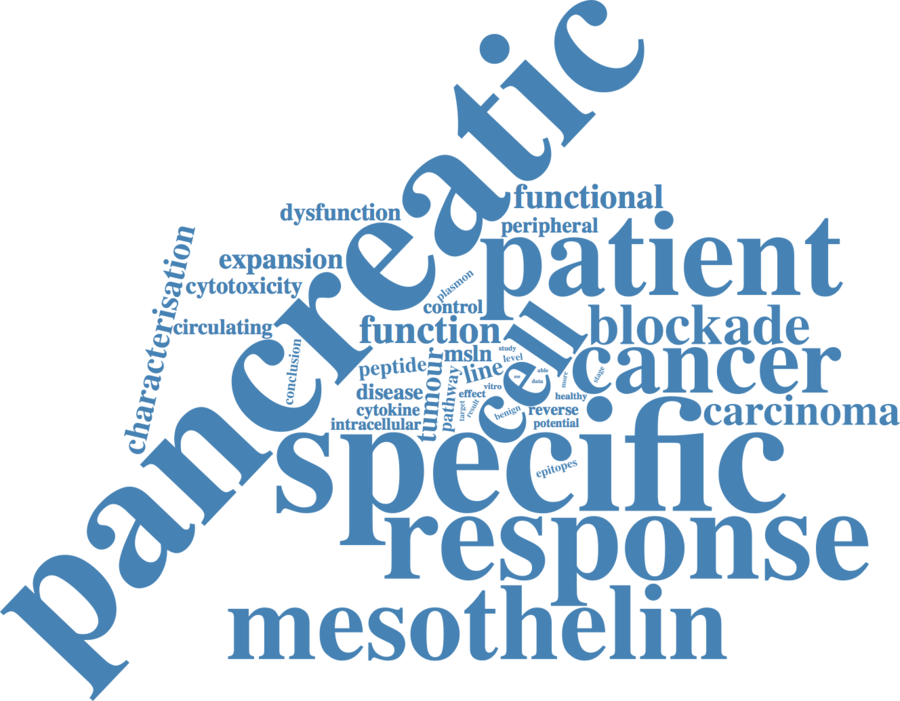 pancreatic
functional
dysfunction
peripheral
patient
characterisation
expansion
plasmon
cytotoxicity
control
cell
blockade
circulating
function
conclusion
study
msln
level
peptide
line
cancer
tumour
pathway
able
stage
more
data
vitro
disease
effect
healthy
target
result
benign
reverse
carcinoma
cytokine
potential
intracellular
specific
epitopes
response
mesothelin